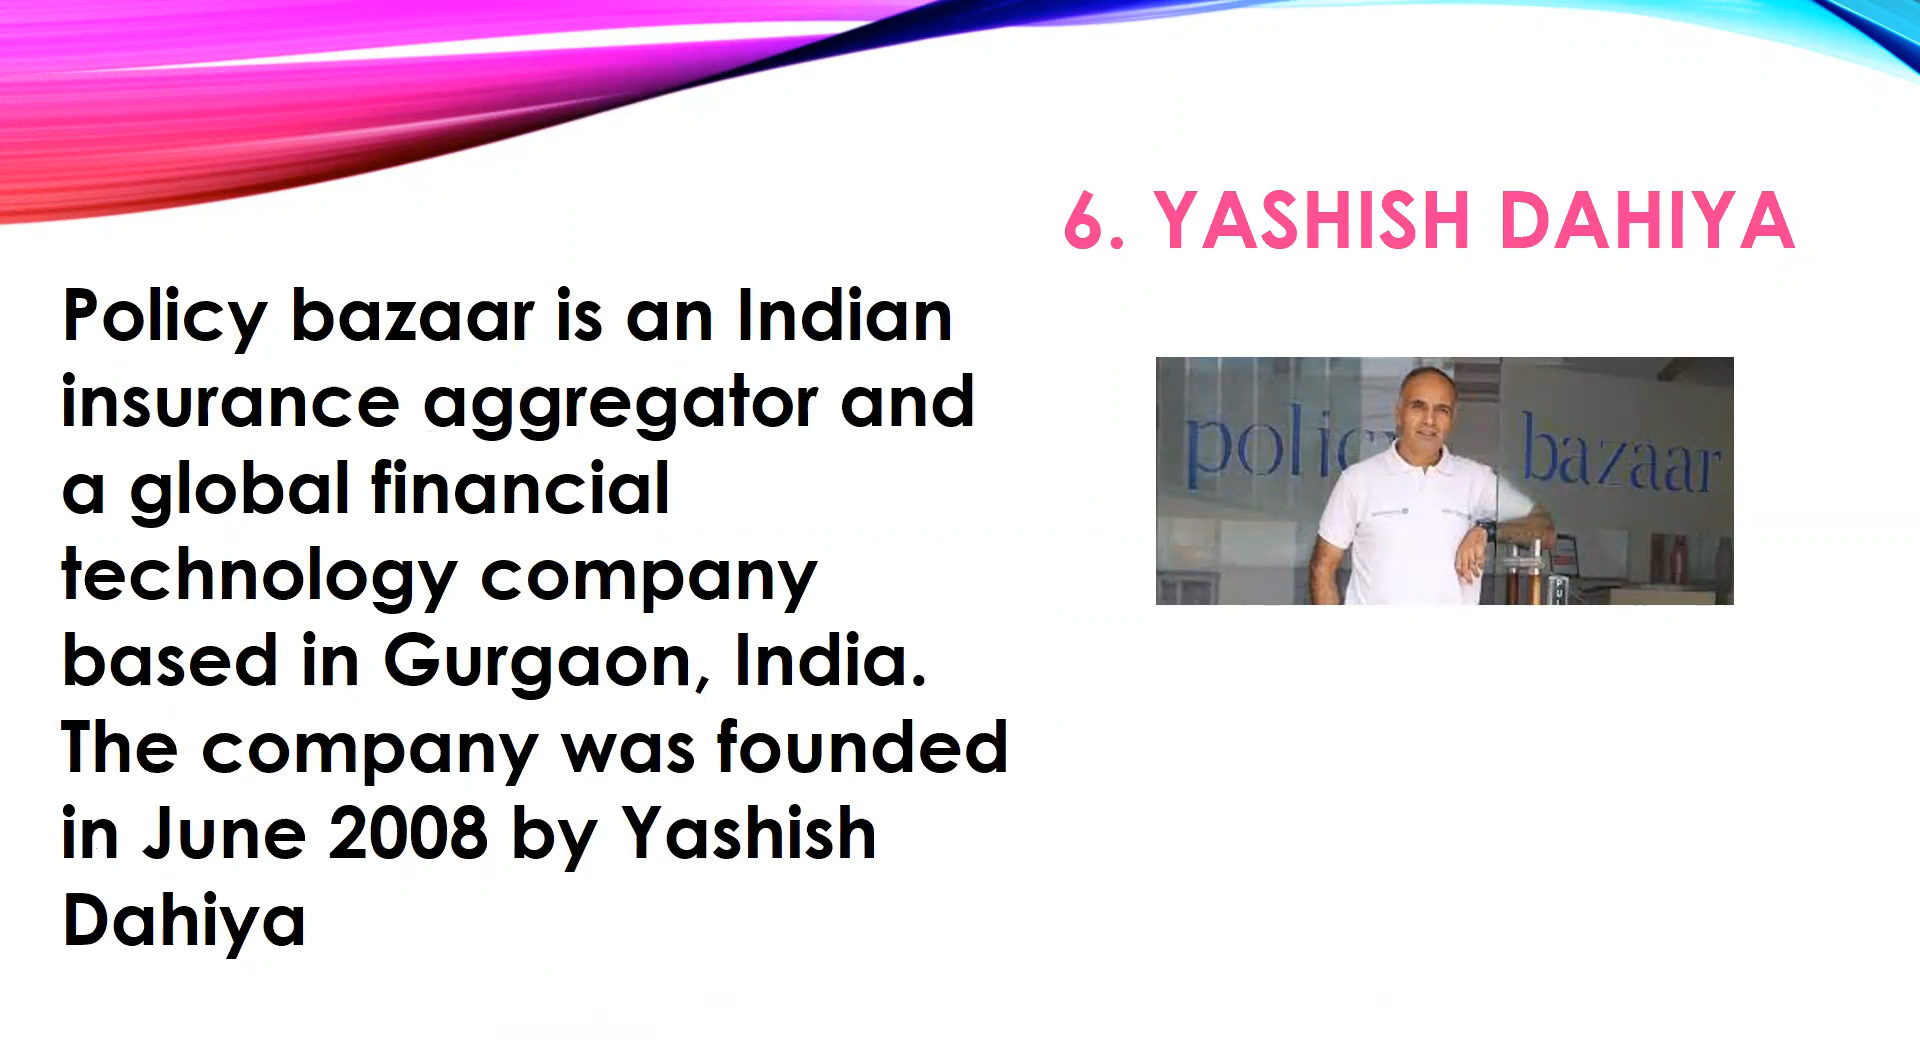 6. YASHISH DAHIYA
Policy bazaar is an Indian
insurance aggregator and
a global financial
technology company
based in Gurgaon, India.
The company was founded
in June 2008 by Yashish
Dahiya
policy bazaar